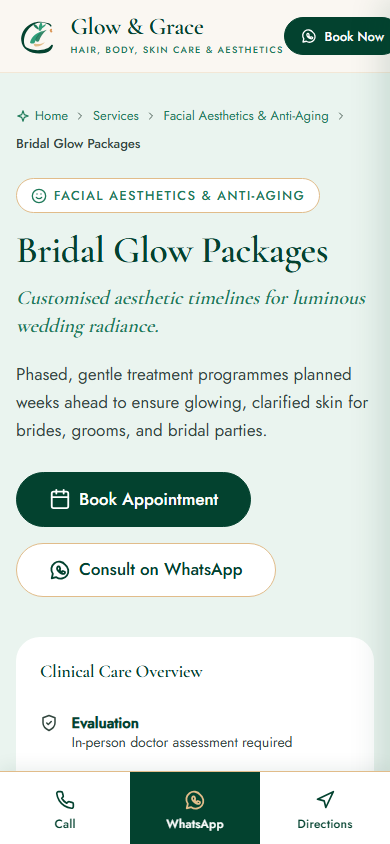 Glow & Grace
HAIR, BODY, SKIN CARE & AESTHETICS
Book Now
Home > Services > Facial Aesthetics & Anti-Aging >
Bridal Glow Packages
FACIAL AESTHETICS & ANTI-AGING
Bridal Glow Packages
Customised aesthetic timelines for luminous
wedding radiance.
Phased, gentle treatment programmes planned
weeks ahead to ensure glowing, clarified skin for
brides, grooms, and bridal parties.
Book Appointment
Consult on WhatsApp
Clinical Care Overview
Evaluation
In-person doctor assessment required
Call
WhatsApp
Directions